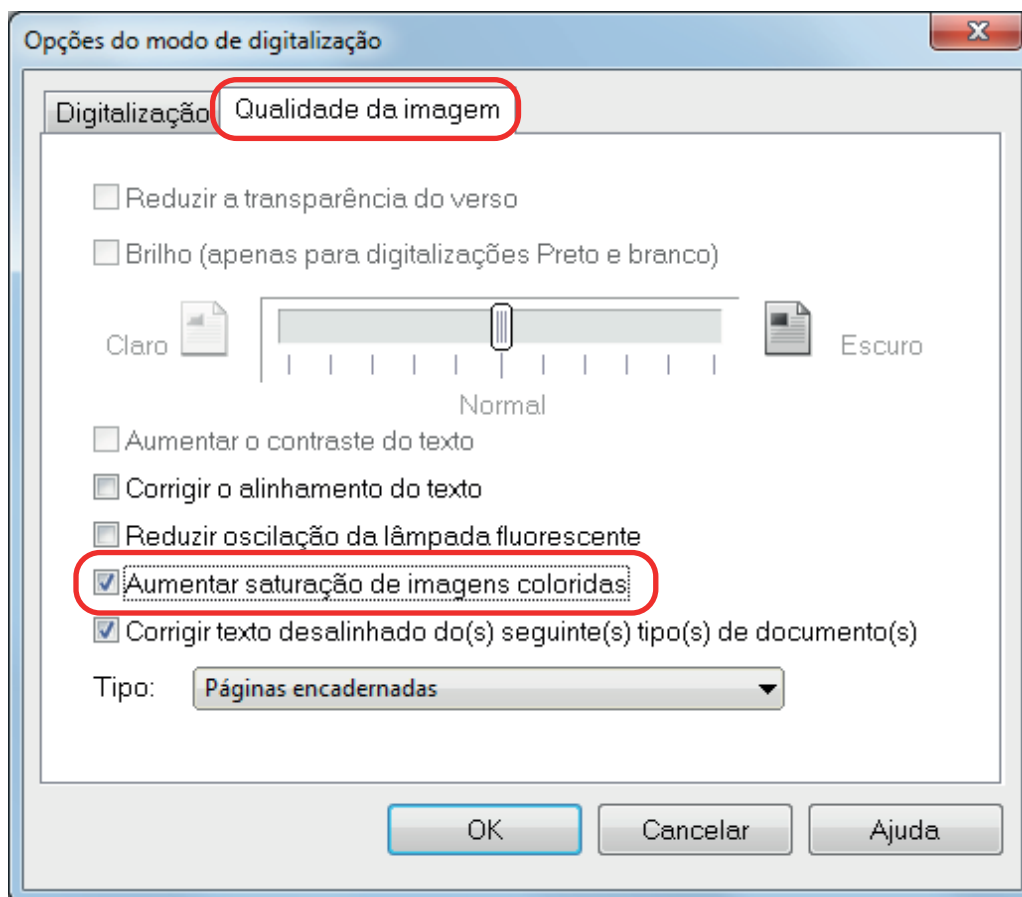 Opções do modo de digitalização
Digitalização
Qualidade da imagem
Reduzir a transparência do verso
Brilho (apenas para digitalizações Preto e branco)
Claro
Escuro
Normal
Aumentar o contraste do texto
Corrigir o alinhamento do texto
Reduzir oscilação da lâmpada fluorescente
Aumentar saturação de imagens coloridas
Corrigir texto desalinhado do(s) seguinte(s) tipo(s) de documento(s)
Tipo: Páginas encadernadas
OK Cancelar Ajuda